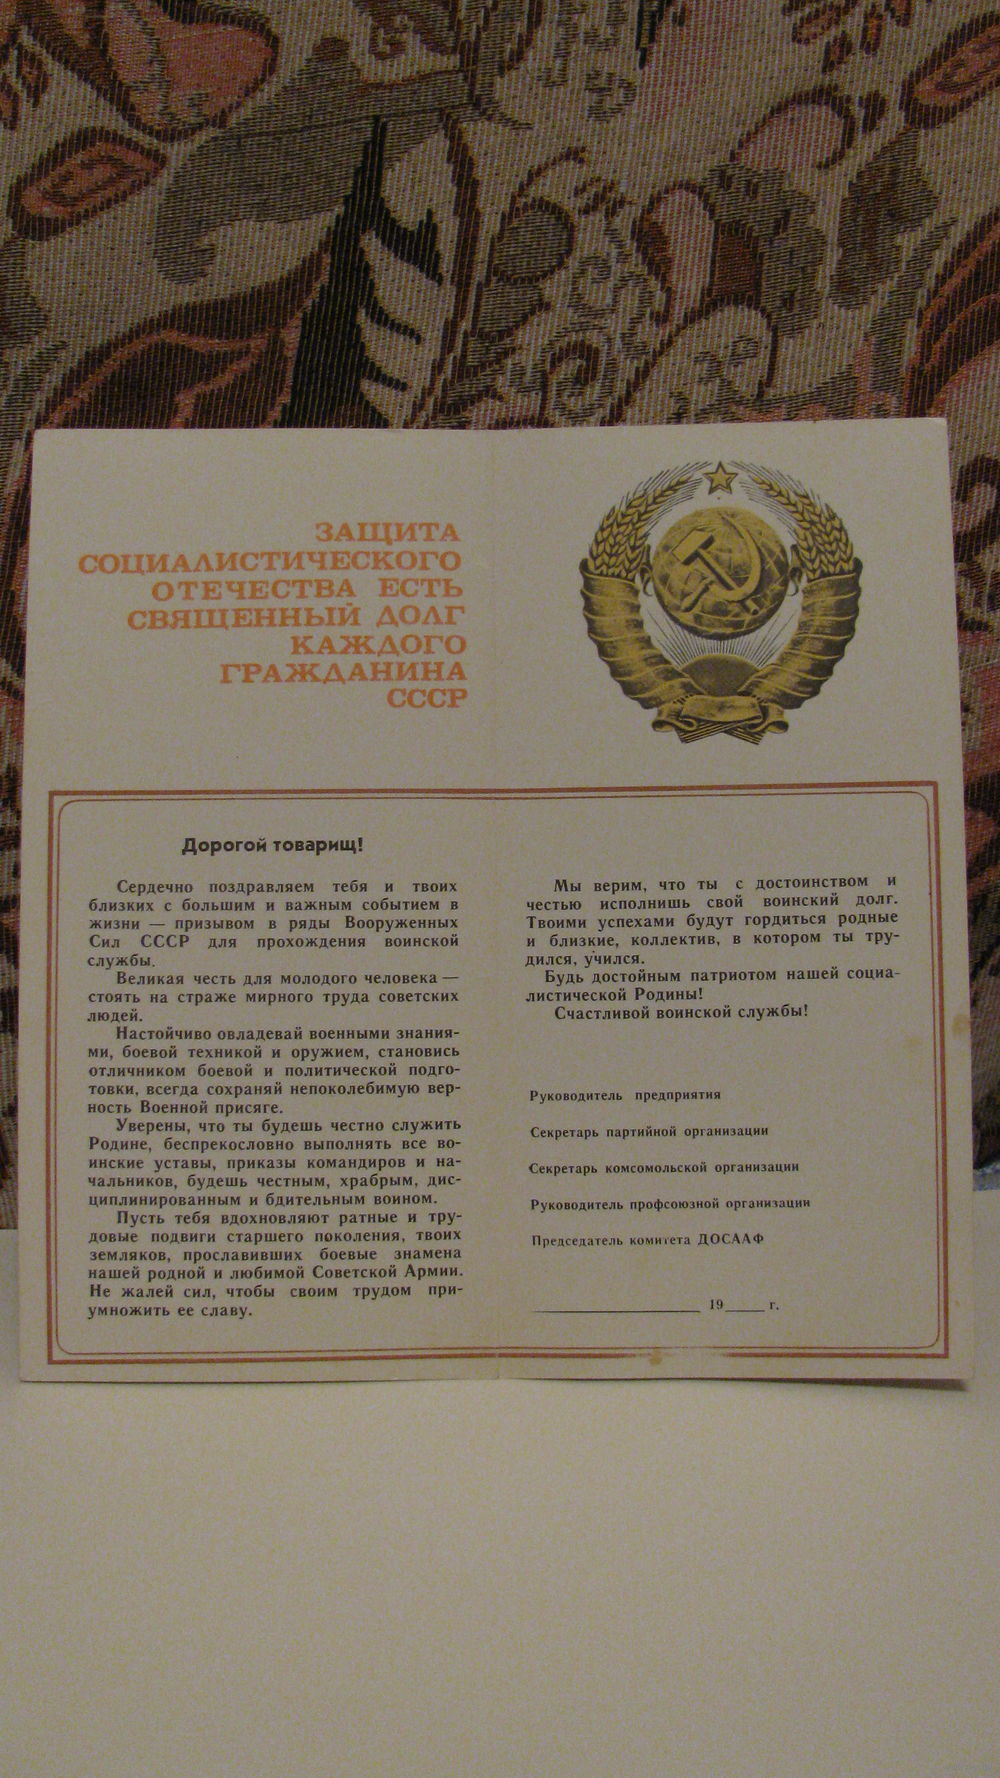 ЗАЩИТА
СОЦИАЛИСТИЧЕСКОГО
ОТЕЧЕСТВА ЕСТЬ
СВЯЩЕННЫЙ ДОЛГ
КАЖДОГО
ГРАЖДАНИНА
СССР
Дорогой товарищ!
Сердечно поздравляем тебя и твоих
близких с большим и важным событием в
жизни — призывом в ряды Вооруженных
Сил СССР для прохождения воинской
службы.
Великая честь для молодого человека —
стоять на страже мирного труда советских
людей.
Настойчиво овладевай военными знания-
ми, боевой техникой и оружием, становись
отличником боевой и политической подго-
товки, всегда сохраняй непоколебимую вер-
ность Военной присяге.
Уверены, что ты будешь честно служить
Родине, беспрекословно выполнять все во-
инские уставы, приказы командиров и на-
чальников, будешь честным, храбрым, дис-
циплинированным и бдительным воином.
Пусть тебя вдохновляют ратные и тру-
довые подвиги старшего поколения, твоих
земляков, прославивших боевые знамена
нашей родной и любимой Советской Армии.
Не жалей сил, чтобы своим трудом при-
умножить ее славу.
Мы верим, что ты с достоинством и
честью исполнишь свой воинский долг.
Твоими успехами будут гордиться родные
и близкие, коллектив, в котором ты тру-
дился, учился.
Будь достойным патриотом нашей социа-
листической Родины!
Счастливой воинской службы!
Руководитель предприятия
Секретарь партийной организации
Секретарь комсомольской организации
Руководитель профсоюзной организации
Председатель комитета ДОСААФ
____________________ 19_____ г.